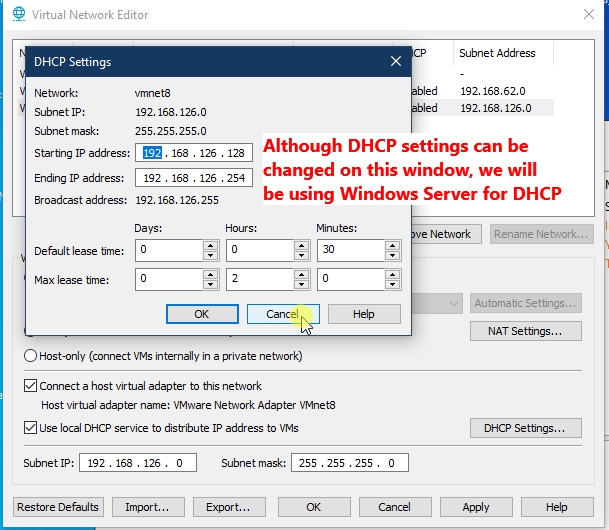 Virtual Network Editor
CP Subnet Address
DHCP Settings
-
abled 192.168.62.0
abled 192.168.126.0
Network: vmnet8
Subnet IP: 192.168.126.0
Subnet mask: 255.255.255.0
Starting IP address: 192 . 168 . 126 . 128
Ending IP address: 192 . 168 . 126 . 254
Broadcast address: 192.168.126.255
Although DHCP settings can be
changed on this window, we will
be using Windows Server for DHCP
Days: Hours: Minutes:
Default lease time: 0 0 30
Max lease time: 0 2 0
OK Cancel Help
ove Network Rename Network...
Automatic Settings...
NAT Settings...
Host-only (connect VMs internally in a private network)
Connect a host virtual adapter to this network
Host virtual adapter name: VMware Network Adapter VMnet8
Use local DHCP service to distribute IP address to VMs DHCP Settings...
Subnet IP: 192 . 168 . 126 . 0 Subnet mask: 255 . 255 . 255 . 0
Restore Defaults Import... Export... OK Cancel Apply Help